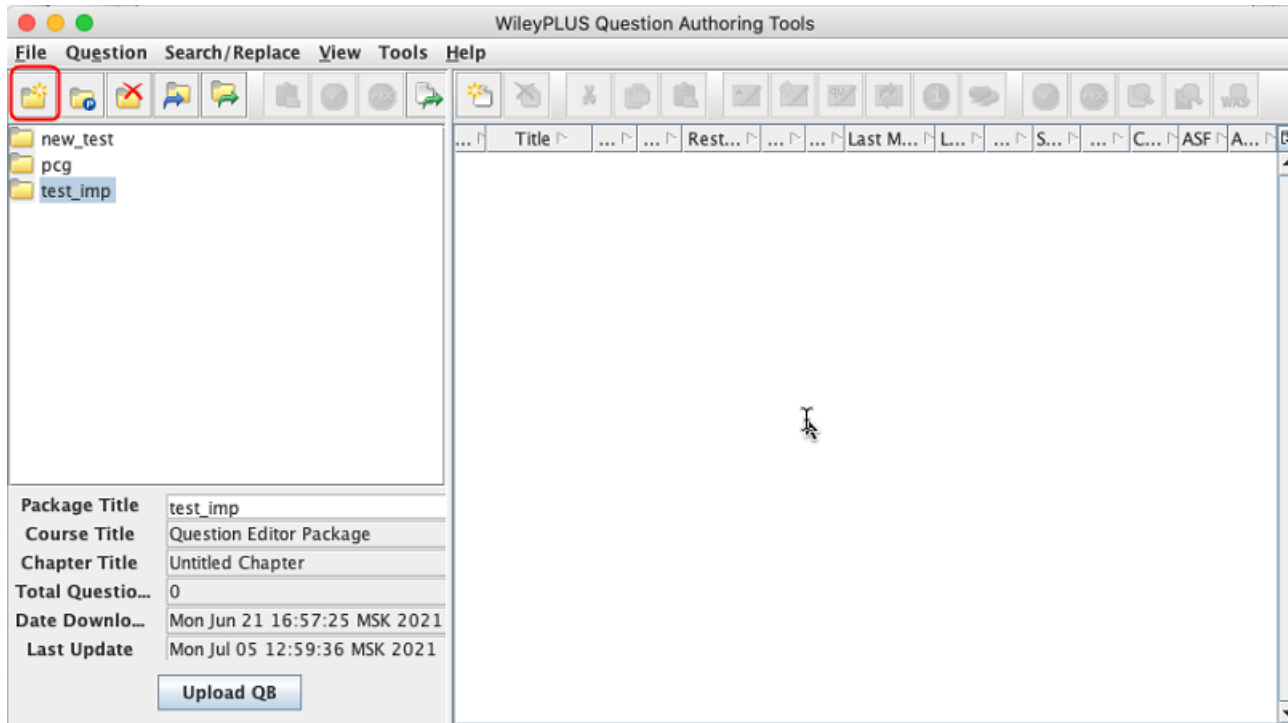 WileyPLUS Question Authoring Tools
File Question Search/Replace View Tools Help
new_test
pcg
test_imp
... Title ... ... Rest... ... ... Last M... L... ... S... ... C... ASF A...
Package Title test_imp
Course Title Question Editor Package
Chapter Title Untitled Chapter
Total Questio... 0
Date Downlo... Mon Jun 21 16:57:25 MSK 2021
Last Update Mon Jul 05 12:59:36 MSK 2021
Upload QB